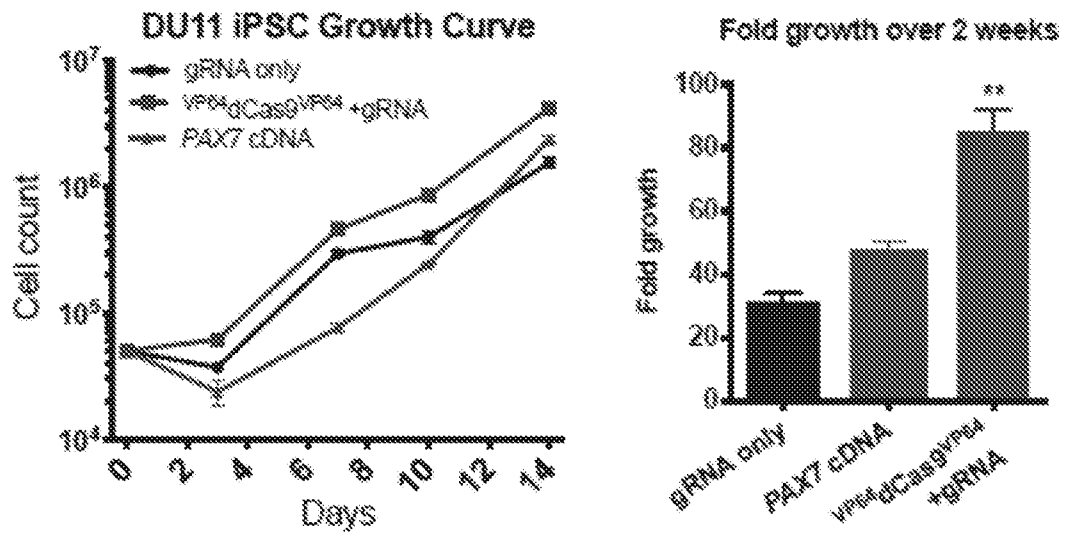 DU11 iPSC Growth Curve
gRNA only
VP64dCas9VP64 +gRNA
PAX7 cDNA
Cell count
10⁷
10⁶
10⁵
10⁴
0 2 4 6 8 10 12 14
Days
Fold growth over 2 weeks
**
Fold growth
100
80
60
40
20
0
gRNA only
PAX7 cDNA
VP64dCas9VP64
+gRNA